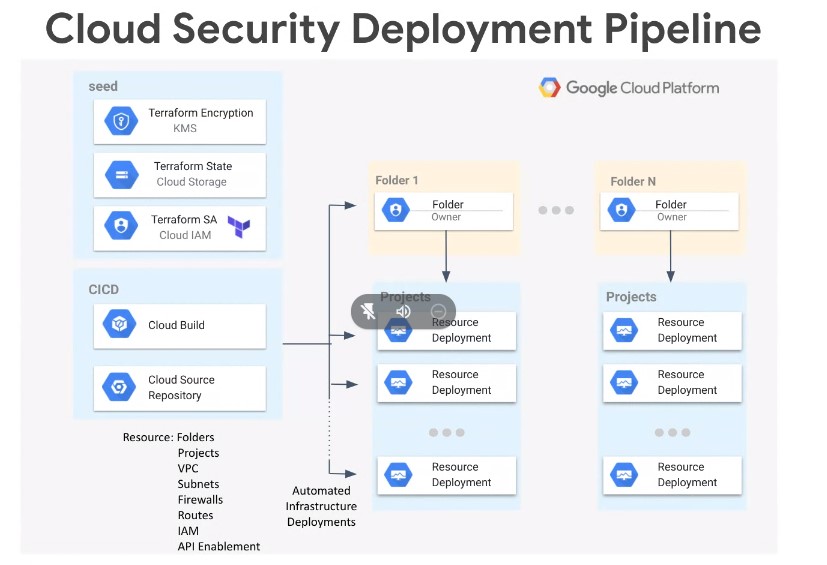 Cloud Security Deployment Pipeline
Google Cloud Platform
seed
Terraform Encryption
KMS
Terraform State
Cloud Storage
Terraform SA
Cloud IAM
CICD
Cloud Build
Cloud Source
Repository
Resource: Folders
Projects
VPC
Subnets
Firewalls
Routes
IAM
API Enablement
Automated
Infrastructure
Deployments
Folder 1
Folder
Owner
Projects
Resource
Deployment
Resource
Deployment
Resource
Deployment
Folder N
Folder
Owner
Projects
Resource
Deployment
Resource
Deployment
Resource
Deployment